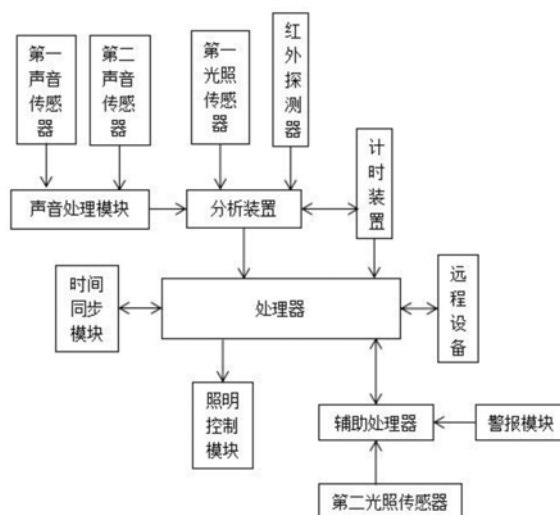 第一
声音
传感
器
第二
声音
传感
器
第一
光照
传感
器
红
外
探
测
器
计
时
装
置
声音处理模块
分析装置
时间
同步
模块
处理器
远
程
设
备
照明
控制
模块
辅助处理器
警报模块
第二光照传感器